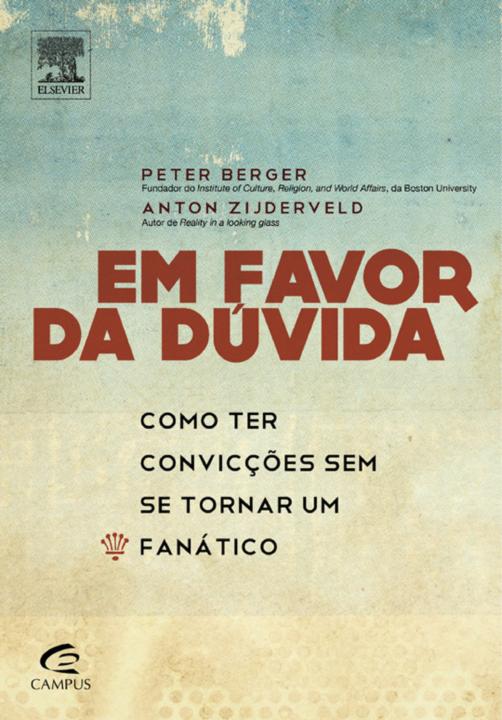 ELSEVIER
PETER BERGER
Fundador do Institute of Culture, Religion, and World Affairs, da Boston University
ANTON ZIJDERVELD
Autor de Reality in a looking glass
EM FAVOR
DA DÚVIDA
COMO TER
CONVICÇÕES SEM
SE TORNAR UM
FANÁTICO
CAMPUS